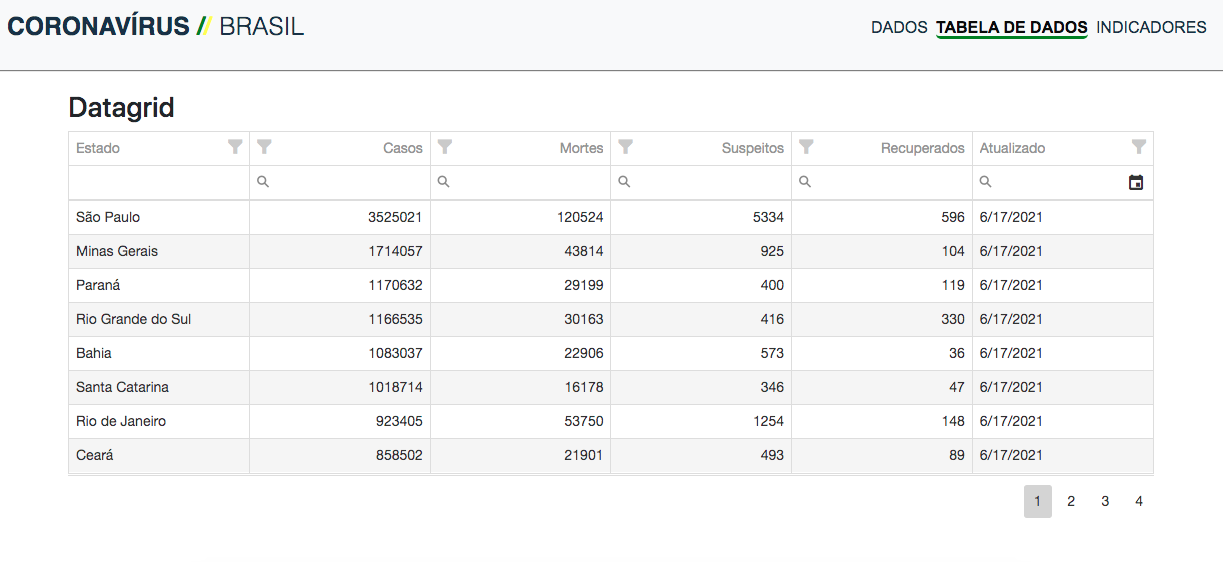 CORONAVÍRUS // BRASIL
DADOS TABELA DE DADOS INDICADORES
Datagrid
Estado Casos Mortes Suspeitos Recuperados Atualizado
São Paulo 3525021 120524 5334 596 6/17/2021
Minas Gerais 1714057 43814 925 104 6/17/2021
Paraná 1170632 29199 400 119 6/17/2021
Rio Grande do Sul 1166535 30163 416 330 6/17/2021
Bahia 1083037 22906 573 36 6/17/2021
Santa Catarina 1018714 16178 346 47 6/17/2021
Rio de Janeiro 923405 53750 1254 148 6/17/2021
Ceará 858502 21901 493 89 6/17/2021
1 2 3 4